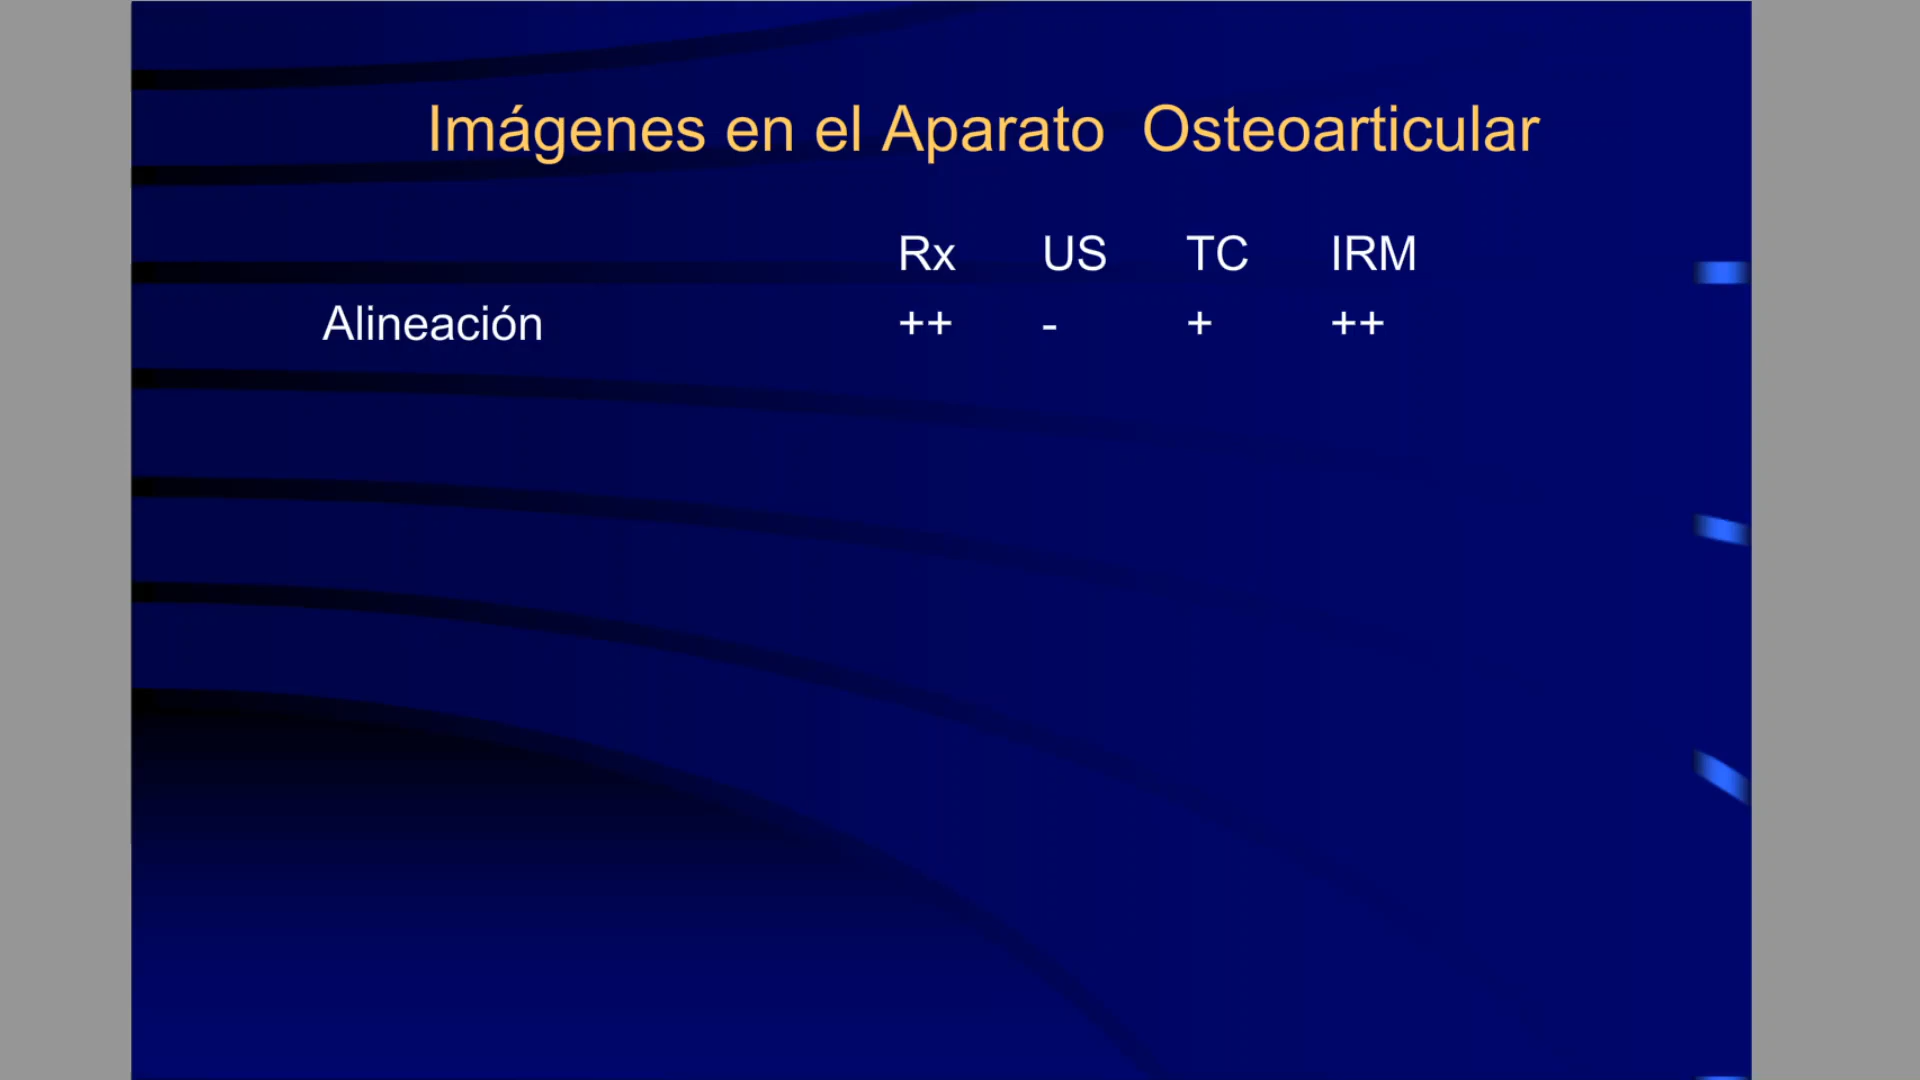 Imágenes en el Aparato Osteoarticular
Rx US TC IRM
Alineación ++ - + ++